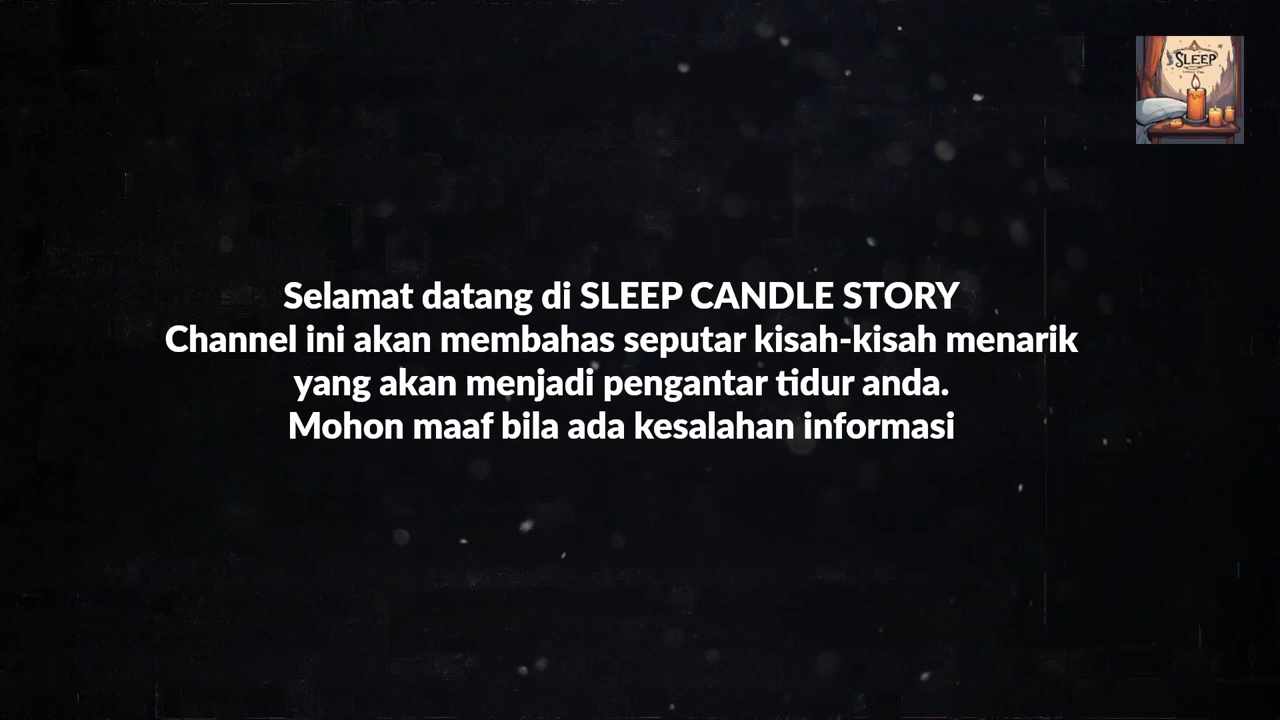 SLEEP
Selamat datang di SLEEP CANDLE STORY
Channel ini akan membahas seputar kisah-kisah menarik
yang akan menjadi pengantar tidur anda.
Mohon maaf bila ada kesalahan informasi